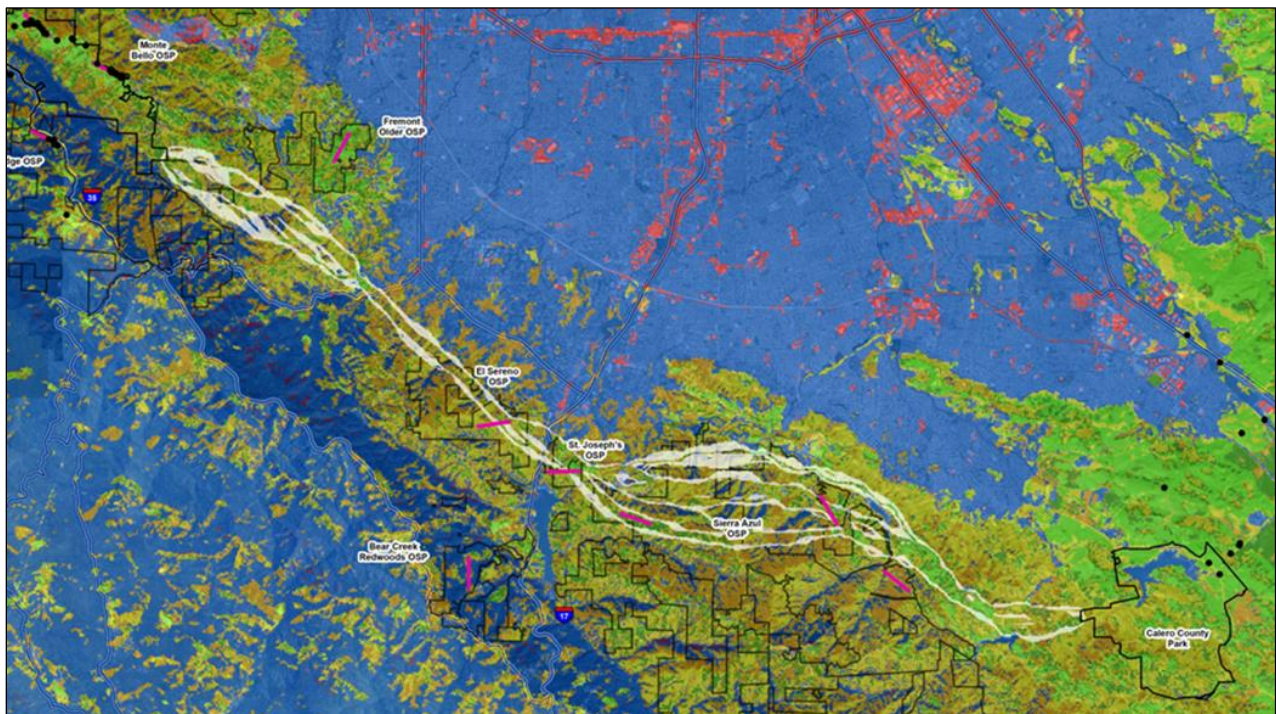 Monte
Bello OSP
Fremont
Older OSP
dge OSP
35
El Sereno
OSP
St. Joseph's
OSP
Sierra Azul
OSP
Bear Creek
Redwoods OSP
17
Calero County
Park